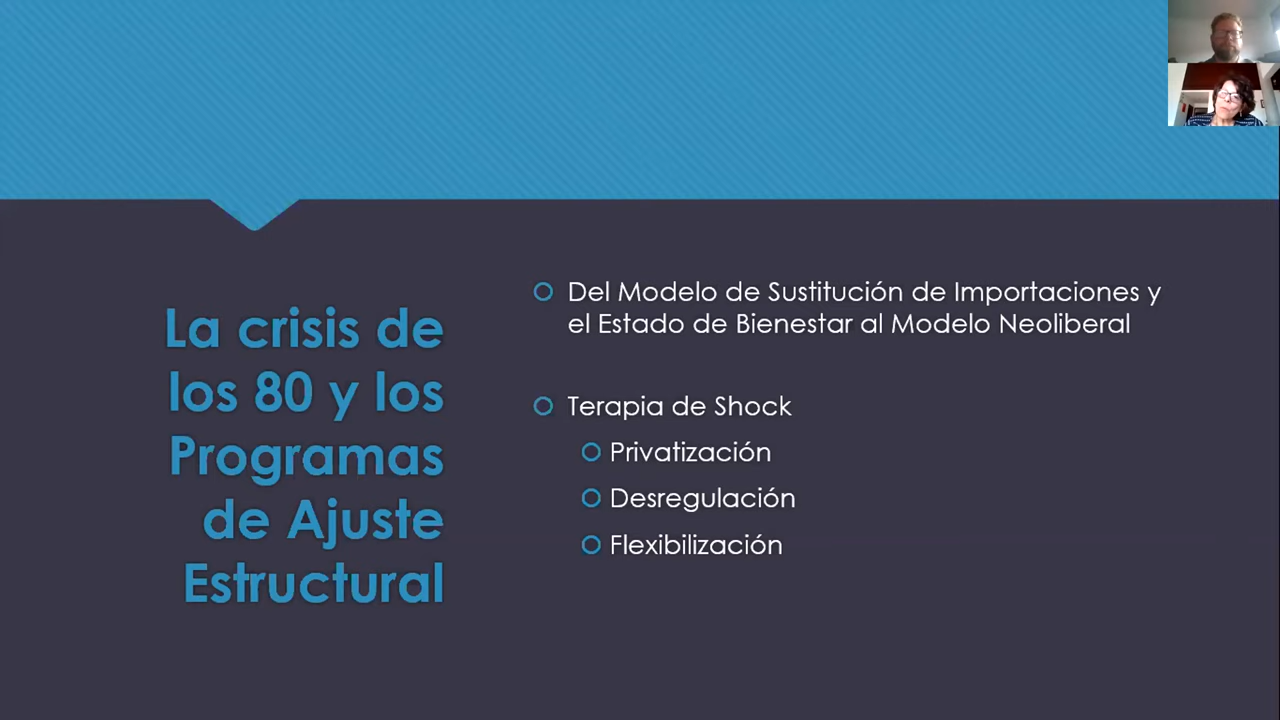 La crisis de
los 80 y los
Programas
de Ajuste
Estructural
Del Modelo de Sustitución de Importaciones y
el Estado de Bienestar al Modelo Neoliberal
Terapia de Shock
Privatización
Desregulación
Flexibilización